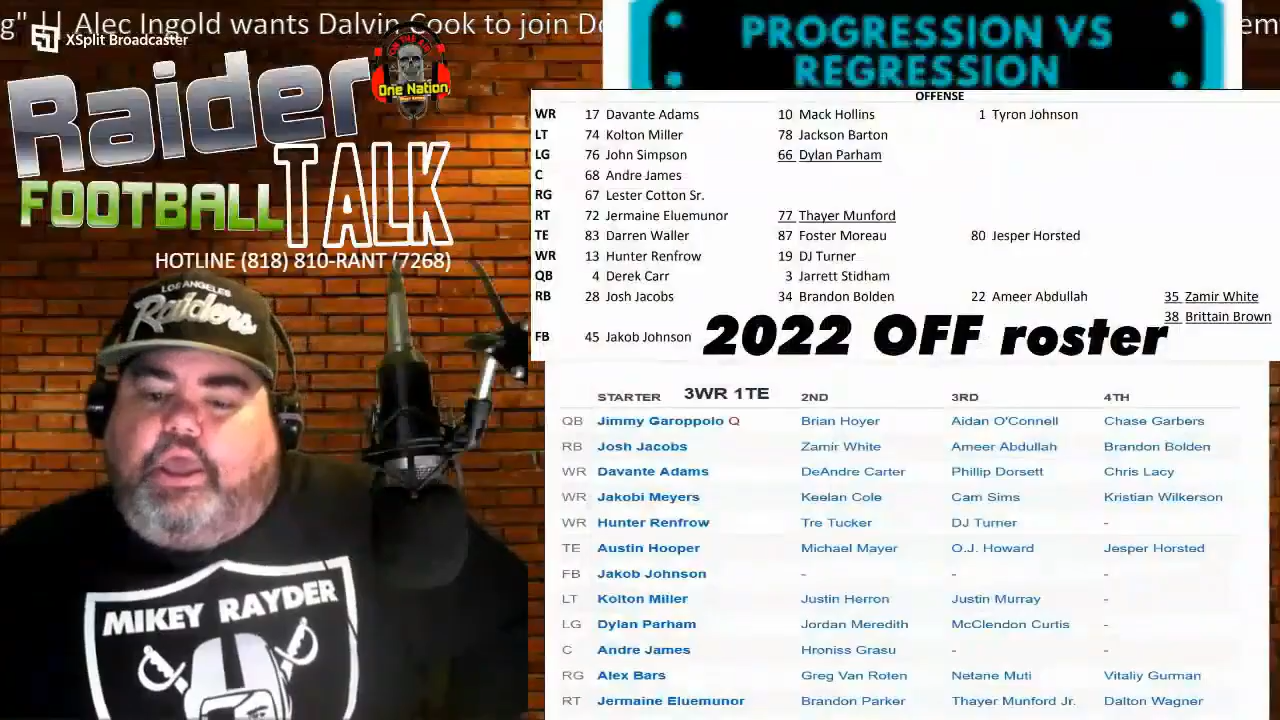 g" || Alec Ingold wants Dalvin Cook to join Do
em
XSplit Broadcaster
Raider
FOOTBALL
TALK
ON THE AIR
One Nation
HOTLINE (818) 810-RANT (7268)
LOS ANGELES
Raiders
MIKEY RAYDER
PROGRESSION VS
REGRESSION
OFFENSE
WR 17 Davante Adams 10 Mack Hollins 1 Tyron Johnson
LT 74 Kolton Miller 78 Jackson Barton
LG 76 John Simpson 66 Dylan Parham
C 68 Andre James
RG 67 Lester Cotton Sr.
RT 72 Jermaine Eluemunor 77 Thayer Munford
TE 83 Darren Waller 87 Foster Moreau 80 Jesper Horsted
WR 13 Hunter Renfrow 19 DJ Turner
QB 4 Derek Carr 3 Jarrett Stidham
RB 28 Josh Jacobs 34 Brandon Bolden 22 Ameer Abdullah 35 Zamir White
38 Brittain Brown
FB 45 Jakob Johnson
2022 OFF roster
STARTER 3WR 1TE 2ND 3RD 4TH
QB Jimmy Garoppolo Q Brian Hoyer Aidan O'Connell Chase Garbers
RB Josh Jacobs Zamir White Ameer Abdullah Brandon Bolden
WR Davante Adams DeAndre Carter Phillip Dorsett Chris Lacy
WR Jakobi Meyers Keelan Cole Cam Sims Kristian Wilkerson
WR Hunter Renfrow Tre Tucker DJ Turner -
TE Austin Hooper Michael Mayer O.J. Howard Jesper Horsted
FB Jakob Johnson - - -
LT Kolton Miller Justin Herron Justin Murray -
LG Dylan Parham Jordan Meredith McClendon Curtis -
C Andre James Hroniss Grasu - -
RG Alex Bars Greg Van Roten Netane Muti Vitaliy Gurman
RT Jermaine Eluemunor Brandon Parker Thayer Munford Jr. Dalton Wagner